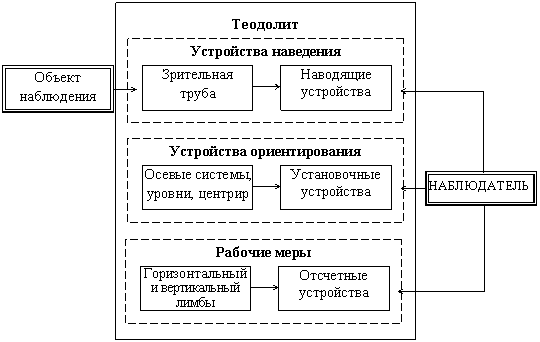 Теодолит
Устройства наведения
Объект
наблюдения
Зрительная
труба
Наводящие
устройства
Устройства ориентирования
Осевые системы,
уровни, центрир
Установочные
устройства
НАБЛЮДАТЕЛЬ
Рабочие меры
Горизонтальный
и вертикальный
лимбы
Отсчетные
устройства